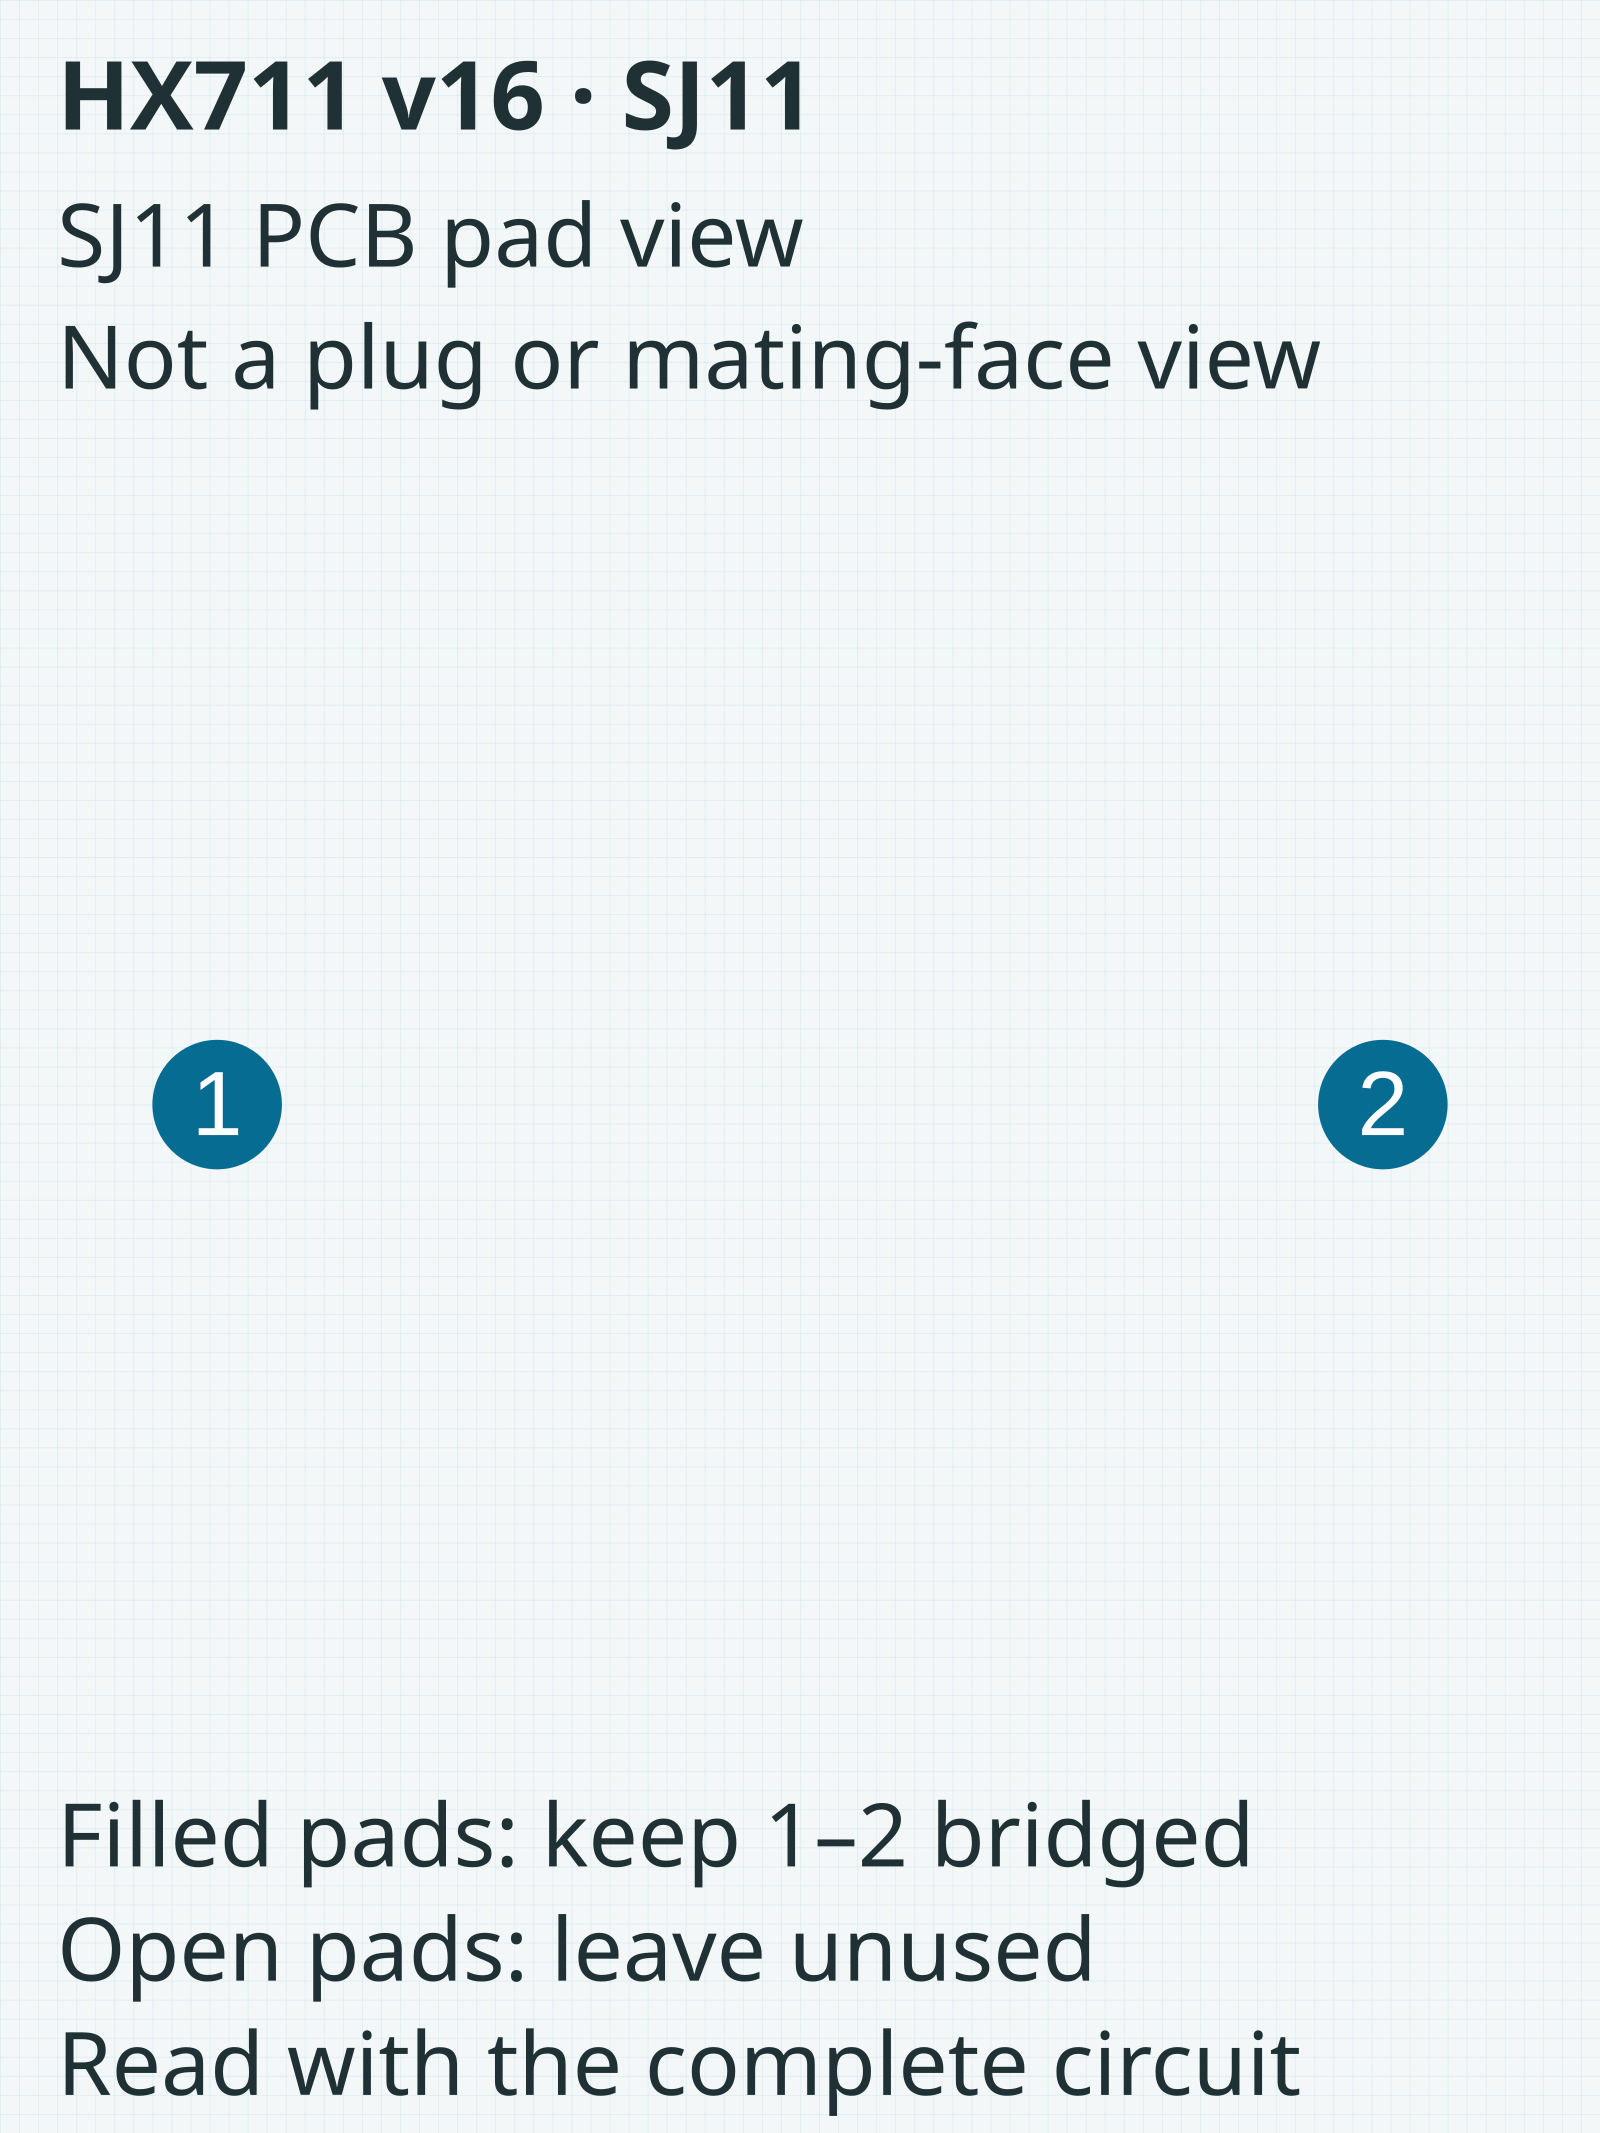 HX711 v16 · SJ11
SJ11 PCB pad view
Not a plug or mating-face view
1 2
Filled pads: keep 1–2 bridged
Open pads: leave unused
Read with the complete circuit